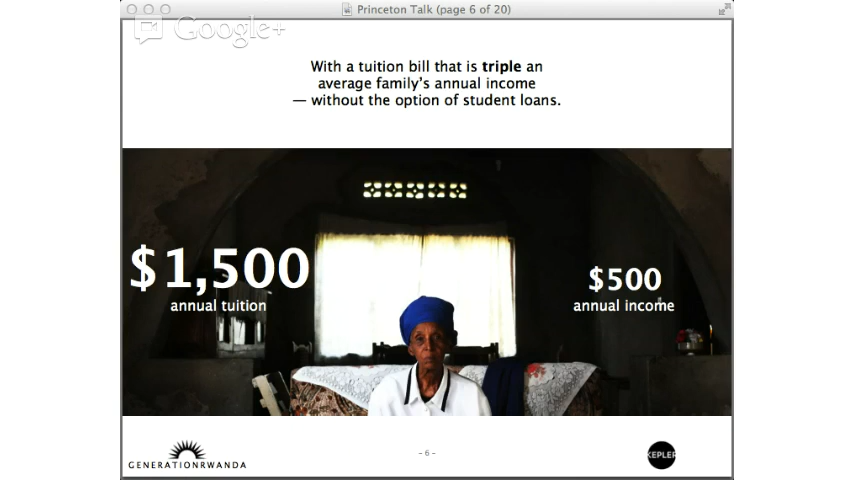 Princeton Talk (page 6 of 20)
Google+
With a tuition bill that is triple an
average family's annual income
— without the option of student loans.
$1,500
annual tuition
$500
annual income
GENERATIONRWANDA
- 6 -
KEPLER